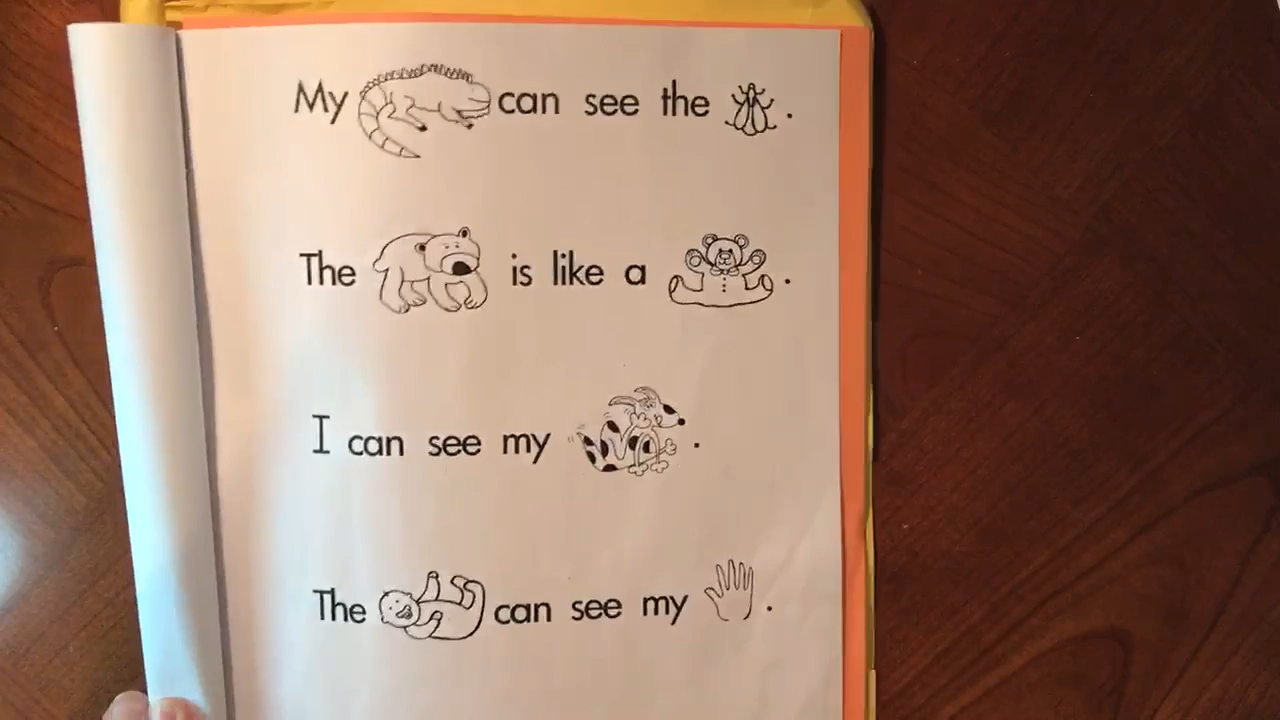 My can see the .
The is like a .
I can see my .
The can see my .